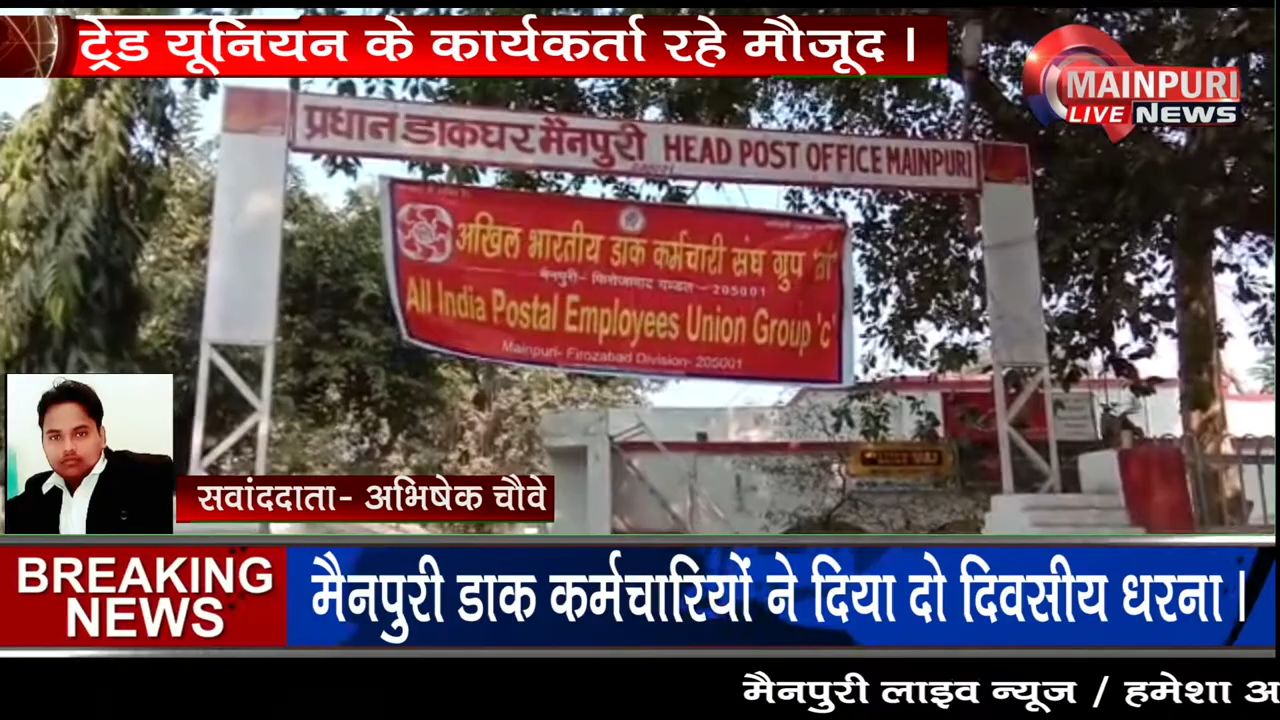 ट्रेड यूनियन के कार्यकर्ता रहे मौजूद ।
MAINPURI
LIVE NEWS
प्रधान डाकघर मैंनपुरी HEAD POST OFFICE MAINPURI
अखिल भारतीय डाक कर्मचारी संघ ग्रुप
मैनपुरी- फिरोजाबाद मण्डल - 205001
All India Postal Employees Union Group 'c'
Mainpuri- Firozabad Division- 205001
सवांददाता- अभिषेक चौवे
BREAKING
NEWS
मैनपुरी डाक कर्मचारियों ने दिया दो दिवसीय धरना ।
मैनपुरी लाइव न्यूज / हमेशा